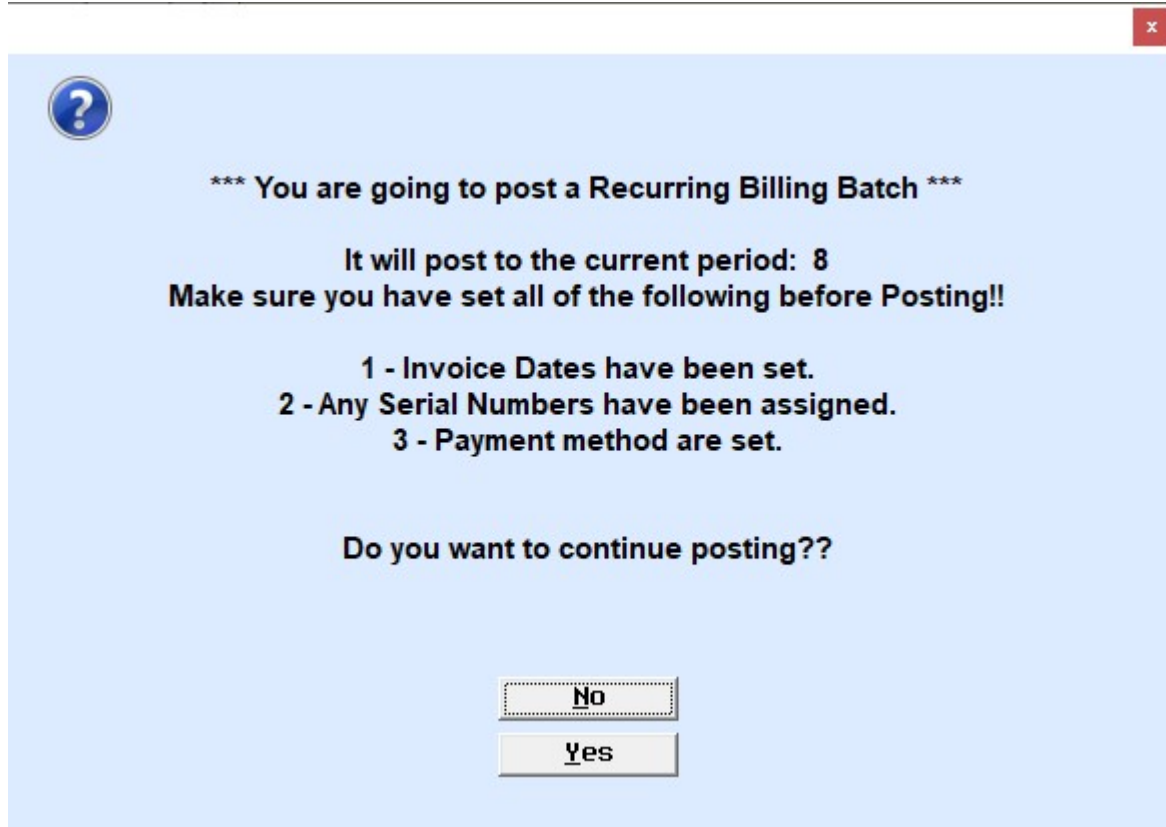 x
?
*** You are going to post a Recurring Billing Batch ***
It will post to the current period:  8
Make sure you have set all of the following before Posting!!
1 - Invoice Dates have been set.
2 - Any Serial Numbers have been assigned.
3 - Payment method are set.
Do you want to continue posting??
No
Yes